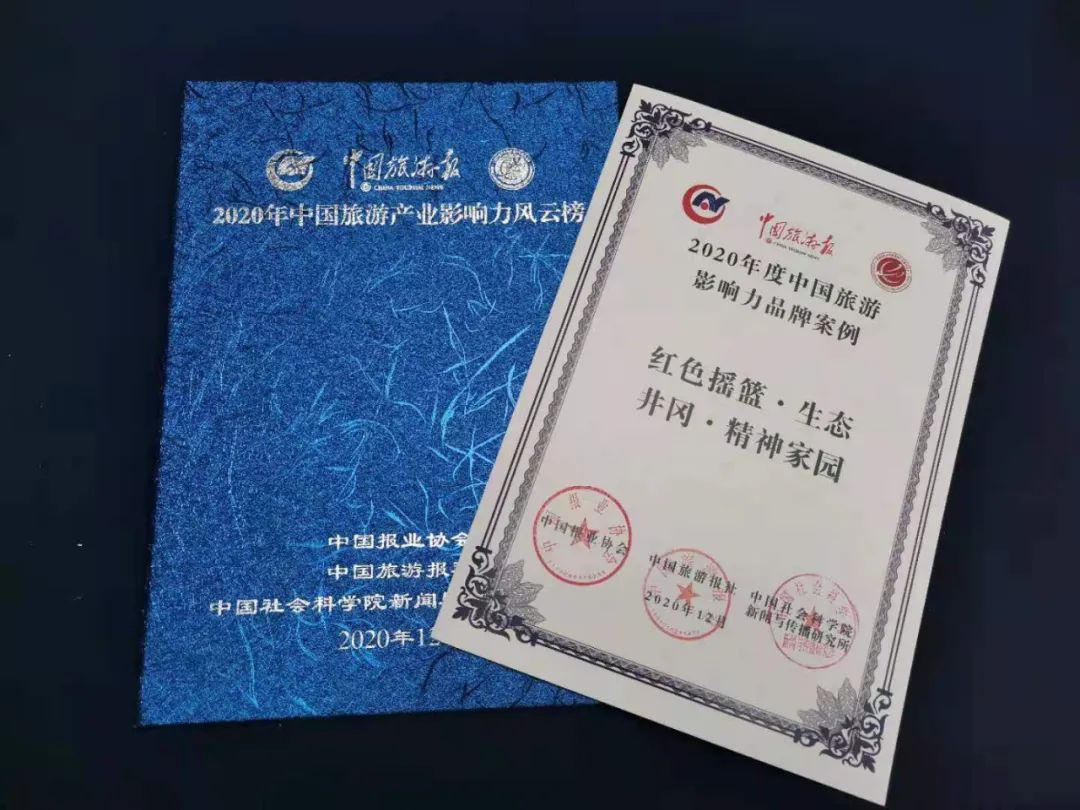 中国旅游报
CHINA TOURISM NEWS
2020年中国旅游产业影响力风云榜
中国报业协会
中国旅游报
中国社会科学院新闻
2020年12
中国旅游报
CHINA TOURISM NEWS
2020年度中国旅游
影响力品牌案例
红色摇篮·生态
井冈·精神家园
中国报业协会
中国旅游报社
2020年12月
中国社会科学院
新闻与传播研究所